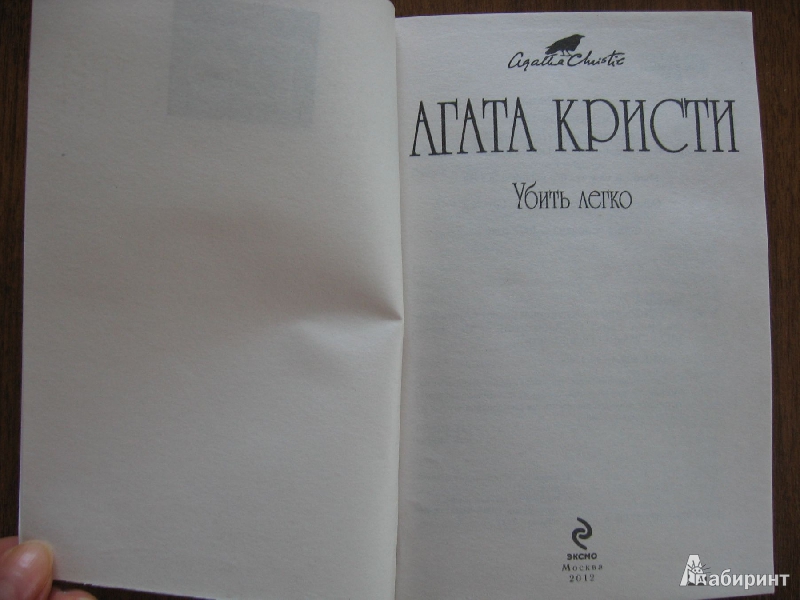 Agatha Christie
АГАТА КРИСТИ
Убить легко
ЭКСМО
Москва
2012
Лабиринт